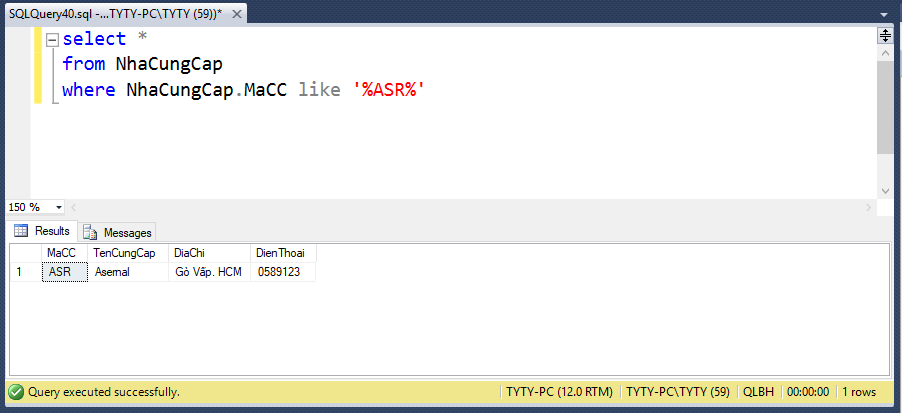 SQLQuery40.sql -...TYTY-PC\TYTY (59))*
select *
from NhaCungCap
where NhaCungCap.MaCC like '%ASR%'
150 %
Results Messages
MaCC TenCungCap DiaChi DienThoai
1 ASR Asernal Gò Vấp. HCM 0589123
Query executed successfully. TYTY-PC (12.0 RTM) TYTY-PC\TYTY (59) QLBH 00:00:00 1 rows